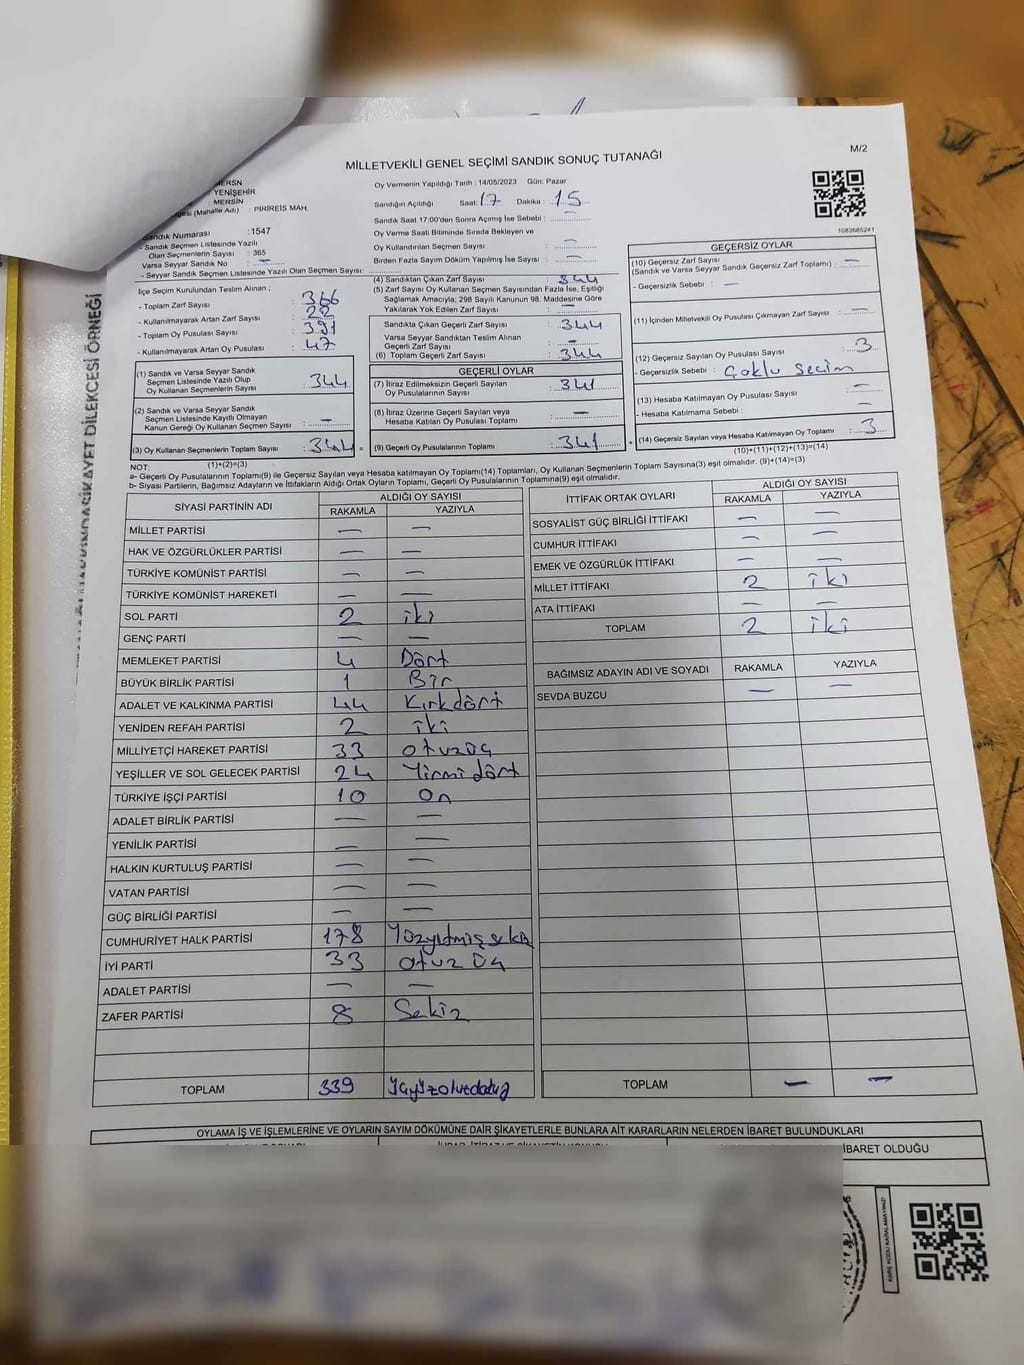 MİLLETVEKİLİ GENEL SEÇİMİ SANDIK SONUÇ TUTANAĞI
M/2
MERSİN
YENİŞEHİR
: MERSİN
(Mahalle Adı) : PİRİREİS MAH.
Sandık Numarası :1547
- Sandık Seçmen Listesinde Yazılı
Olan Seçmenlerin Sayısı : 365
Varsa Seyyar Sandık No : —
- Seyyar Sandık Seçmen Listesinde Yazılı Olan Seçmen Sayısı:
Oy Vermenin Yapıldığı Tarih : 14/05/2023 Gün: Pazar
Sandığın Açıldığı Saat: 17 Dakika : 15
Sandık Saat 17:00'den Sonra Açımış İse Sebebi : —
Oy Verme Saati Bitiminde Sırada Bekleyen ve
Oy Kullandırılan Seçmen Sayısı : —
Birden Fazla Sayım Döküm Yapılmış İse Sayısı : —
1083685241
İlçe Seçim Kurulundan Teslim Alınan ;
- Toplam Zarf Sayısı : 366
- Kullanılmayarak Artan Zarf Sayısı : 22
- Toplam Oy Pusulası Sayısı : 391
- Kullanılmayarak Artan Oy Pusulası : 47
(1) Sandık ve Varsa Seyyar Sandık
Seçmen Listesinde Yazılı Olup
Oy Kullanan Seçmenlerin Sayısı : 344
(2) Sandık ve Varsa Seyyar Sandık
Seçmen Listesinde Kayıtlı Olmayan
Kanun Gereği Oy Kullanan Seçmen Sayısı : —
(3) Oy Kullanan Seçmenlerin Toplam Sayısı : 344
(1)+(2)=(3)
(4) Sandıktan Çıkan Zarf Sayısı : 344
(5) Zarf Sayısı Oy Kullanan Seçmen Sayısından Fazla İse, Eşitliği
Sağlamak Amacıyla; 298 Sayılı Kanunun 98. Maddesine Göre
Yakılarak Yok Edilen Zarf Sayısı : —
Sandıkta Çıkan Geçerli Zarf Sayısı : 344
Varsa Seyyar Sandıktan Teslim Alınan
Geçerli Zarf Sayısı : —
(6) Toplam Geçerli Zarf Sayısı : 344
GEÇERLİ OYLAR
(7) İtiraz Edilmeksizin Geçerli Sayılan
Oy Pusulalarının Sayısı : 341
(8) İtiraz Üzerine Geçerli Sayılan veya
Hesaba Katılan Oy Pusulası Toplamı : —
(9) Geçerli Oy Pusulalarının Toplamı : 341
GEÇERSİZ OYLAR
(10) Geçersiz Zarf Sayısı
(Sandık ve Varsa Seyyar Sandık Geçersiz Zarf Toplamı) : —
- Geçersizlik Sebebi : —
(11) İçinden Milletvekili Oy Pusulası Çıkmayan Zarf Sayısı : —
(12) Geçersiz Sayılan Oy Pusulası Sayısı : 3
- Geçersizlik Sebebi : Çoklu Seçim
(13) Hesaba Katılmayan Oy Pusulası Sayısı : —
- Hesaba Katılmama Sebebi : —
(14) Geçersiz Sayılan veya Hesaba Katılmayan Oy Toplamı : 3
(10)+(11)+(12)+(13)=(14)
NOT:
a- Geçerli Oy Pusulalarının Toplamı(9) ile Geçersiz Sayılan veya Hesaba katılmayan Oy Toplamı(14) Toplamları, Oy Kullanan Seçmenlerin Toplam Sayısına(3) eşit olmalıdır. (9)+(14)=(3)
b- Siyasi Partilerin, Bağımsız Adayların ve İttifakların Aldığı Ortak Oyların Toplamı, Geçerli Oy Pusulalarının Toplamına(9) eşit olmalıdır.
SİYASİ PARTİNİN ADI ALDIĞI OY SAYISI
RAKAMLA YAZIYLA
MİLLET PARTİSİ — —
HAK VE ÖZGÜRLÜKLER PARTİSİ — —
TÜRKİYE KOMÜNİST PARTİSİ — —
TÜRKİYE KOMÜNİST HAREKETİ — —
SOL PARTİ 2 iki
GENÇ PARTİ — —
MEMLEKET PARTİSİ 4 Dört
BÜYÜK BİRLİK PARTİSİ 1 Bir
ADALET VE KALKINMA PARTİSİ 44 Kırkdört
YENİDEN REFAH PARTİSİ 2 iki
MİLLİYETÇİ HAREKET PARTİSİ 33 otuzüç
YEŞİLLER VE SOL GELECEK PARTİSİ 24 Yirmi dört
TÜRKİYE İŞÇİ PARTİSİ 10 On
ADALET BİRLİK PARTİSİ — —
YENİLİK PARTİSİ — —
HALKIN KURTULUŞ PARTİSİ — —
VATAN PARTİSİ — —
GÜÇ BİRLİĞİ PARTİSİ — —
CUMHURİYET HALK PARTİSİ 178 Yüzyetmiş sekiz
İYİ PARTİ 33 otuz üç
ADALET PARTİSİ — —
ZAFER PARTİSİ 8 Sekiz
TOPLAM 339
İTTİFAK ORTAK OYLARI ALDIĞI OY SAYISI
RAKAMLA YAZIYLA
SOSYALİST GÜÇ BİRLİĞİ İTTİFAKI — —
CUMHUR İTTİFAKI — —
EMEK VE ÖZGÜRLÜK İTTİFAKI — —
MİLLET İTTİFAKI 2 iki
ATA İTTİFAKI — —
TOPLAM 2 iki
BAĞIMSIZ ADAYIN ADI VE SOYADI RAKAMLA YAZIYLA
SEVDA BUZCU — —
TOPLAM — —
OYLAMA İŞ VE İŞLEMLERİNE VE OYLARIN SAYIM DÖKÜMÜNE DAİR ŞİKAYETLERLE BUNLARA AİT KARARLARIN NELERDEN İBARET BULUNDUKLARI
İBARET OLDUĞU
KARE KODU KARALAMAYINIZ!
DİLEKÇESİ ÖRNEĞİ